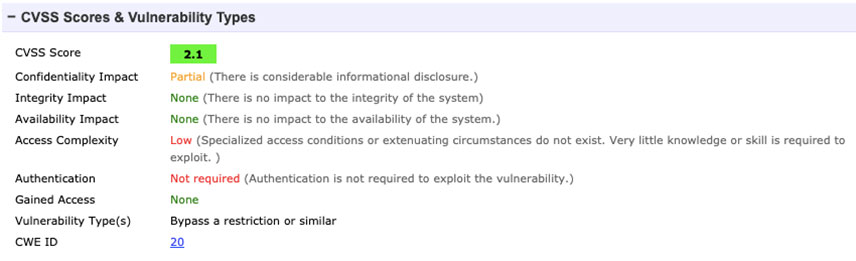 − CVSS Scores & Vulnerability Types
CVSS Score 2.1
Confidentiality Impact Partial (There is considerable informational disclosure.)
Integrity Impact None (There is no impact to the integrity of the system)
Availability Impact None (There is no impact to the availability of the system.)
Access Complexity Low (Specialized access conditions or extenuating circumstances do not exist. Very little knowledge or skill is required to
exploit. )
Authentication Not required (Authentication is not required to exploit the vulnerability.)
Gained Access None
Vulnerability Type(s) Bypass a restriction or similar
CWE ID 20